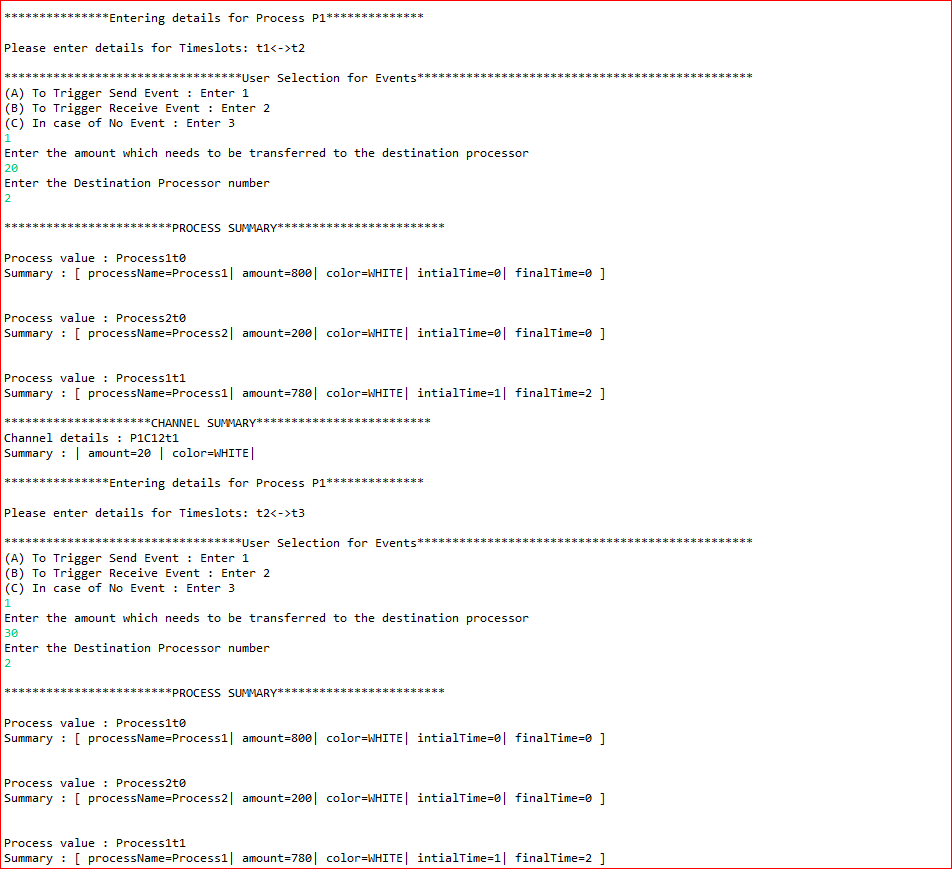 ***************Entering details for Process P1**************
Please enter details for Timeslots: t1<->t2
**********************************User Selection for Events************************************************
(A) To Trigger Send Event : Enter 1
(B) To Trigger Receive Event : Enter 2
(C) In case of No Event : Enter 3
1
Enter the amount which needs to be transferred to the destination processor
20
Enter the Destination Processor number
2
************************PROCESS SUMMARY************************
Process value : Process1t0
Summary : [ processName=Process1| amount=800| color=WHITE| intialTime=0| finalTime=0 ]
Process value : Process2t0
Summary : [ processName=Process2| amount=200| color=WHITE| intialTime=0| finalTime=0 ]
Process value : Process1t1
Summary : [ processName=Process1| amount=780| color=WHITE| intialTime=1| finalTime=2 ]
*********************CHANNEL SUMMARY*************************
Channel details : P1C12t1
Summary : | amount=20 | color=WHITE|
***************Entering details for Process P1**************
Please enter details for Timeslots: t2<->t3
**********************************User Selection for Events************************************************
(A) To Trigger Send Event : Enter 1
(B) To Trigger Receive Event : Enter 2
(C) In case of No Event : Enter 3
1
Enter the amount which needs to be transferred to the destination processor
30
Enter the Destination Processor number
2
************************PROCESS SUMMARY************************
Process value : Process1t0
Summary : [ processName=Process1| amount=800| color=WHITE| intialTime=0| finalTime=0 ]
Process value : Process2t0
Summary : [ processName=Process2| amount=200| color=WHITE| intialTime=0| finalTime=0 ]
Process value : Process1t1
Summary : [ processName=Process1| amount=780| color=WHITE| intialTime=1| finalTime=2 ]